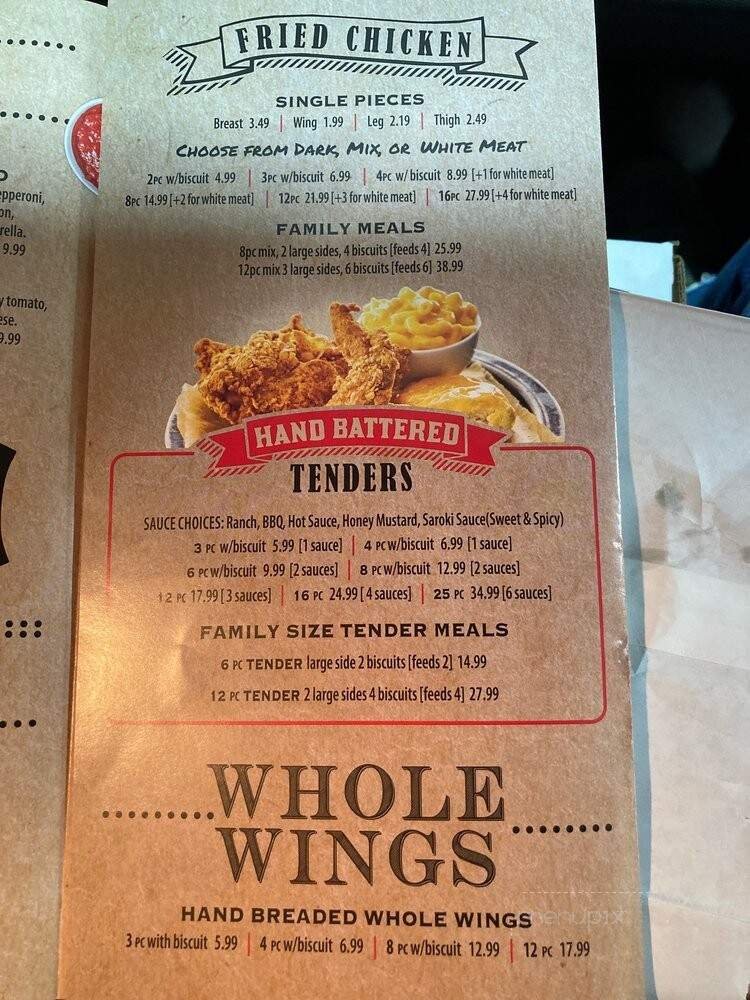 FRIED CHICKEN
SINGLE PIECES
Breast 3.49 | Wing 1.99 | Leg 2.19 | Thigh 2.49
CHOOSE FROM DARK, MIX, OR WHITE MEAT
2PC w/biscuit 4.99 | 3PC w/biscuit 6.99 | 4PC w/biscuit 8.99 [+1 for white meat]
8PC 14.99 [+2 for white meat] | 12PC 21.99 [+3 for white meat] | 16PC 27.99 [+4 for white meat]
FAMILY MEALS
8pc mix, 2 large sides, 4 biscuits [feeds 4] 25.99
12pc mix 3 large sides, 6 biscuits [feeds 6] 38.99
HAND BATTERED
TENDERS
SAUCE CHOICES: Ranch, BBQ, Hot Sauce, Honey Mustard, Saroki Sauce(Sweet & Spicy)
3 PC w/biscuit 5.99 [1 sauce] | 4 PC w/biscuit 6.99 [1 sauce]
6 PC w/biscuit 9.99 [2 sauces] | 8 PC w/biscuit 12.99 [2 sauces]
12 PC 17.99 [3 sauces] | 16 PC 24.99 [4 sauces] | 25 PC 34.99 [6 sauces]
FAMILY SIZE TENDER MEALS
6 PC TENDER large side 2 biscuits [feeds 2] 14.99
12 PC TENDER 2 large sides 4 biscuits [feeds 4] 27.99
WHOLE
WINGS
HAND BREADED WHOLE WINGS
3 PC with biscuit 5.99 | 4 PC w/biscuit 6.99 | 8 PC w/biscuit 12.99 | 12 PC 17.99
menupix
9.99
y tomato,
9.99